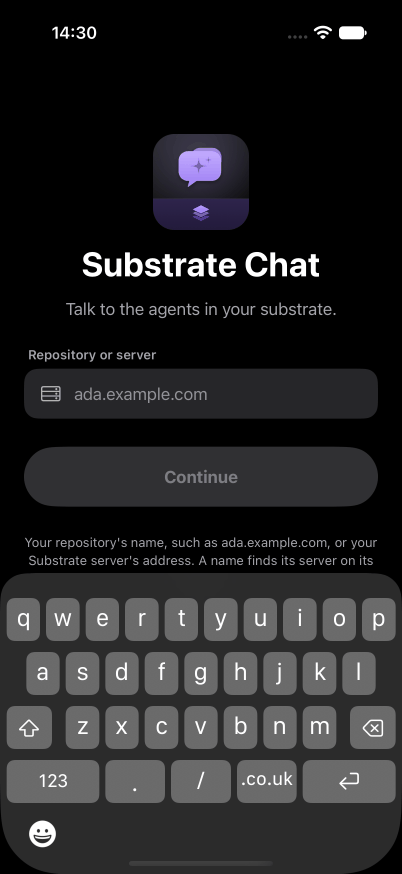 14:30
Substrate Chat
Talk to the agents in your substrate.
Repository or server
ada.example.com
Continue
Your repository's name, such as ada.example.com, or your
Substrate server's address. A name finds its server on its
q w e r t y u i o p
a s d f g h j k l
z x c v b n m
123 . / .co.uk